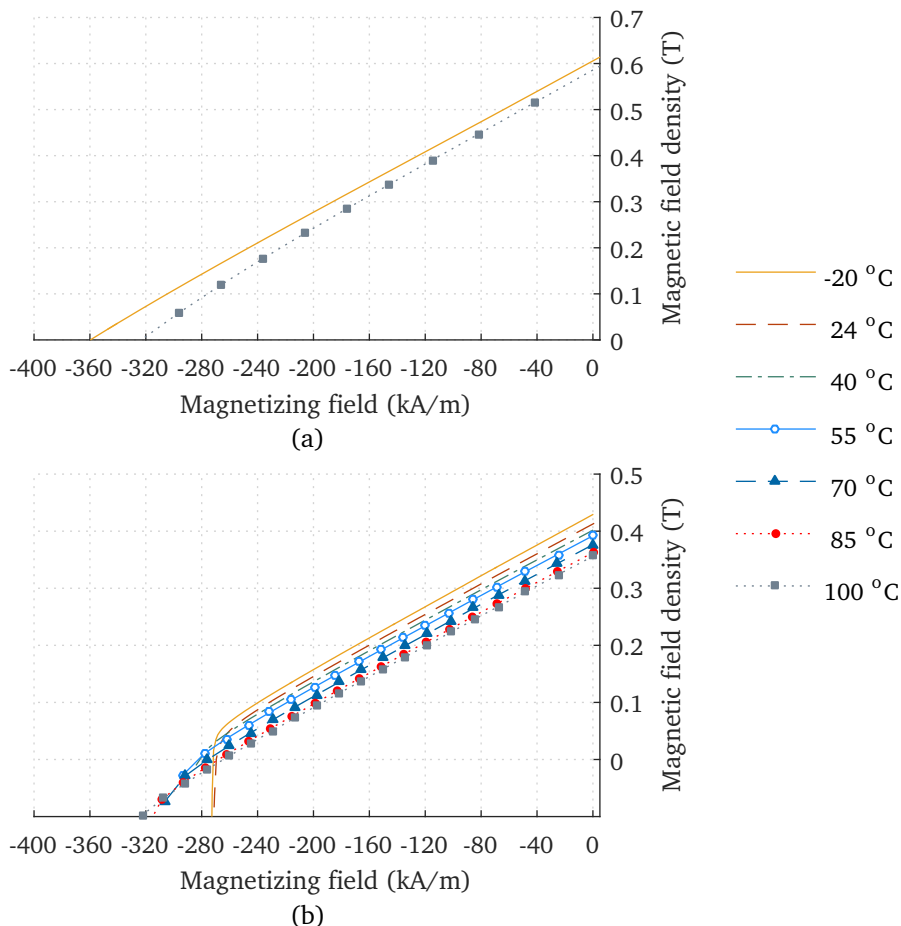 0.7
0.6
0.5
0.4
0.3
0.2
0.1
0
Magnetic field density (T)
-400 -360 -320 -280 -240 -200 -160 -120 -80 -40 0
Magnetizing field (kA/m)
(a)
0.5
0.4
0.3
0.2
0.1
0
Magnetic field density (T)
-400 -360 -320 -280 -240 -200 -160 -120 -80 -40 0
Magnetizing field (kA/m)
(b)
-20 °C
24 °C
40 °C
55 °C
70 °C
85 °C
100 °C